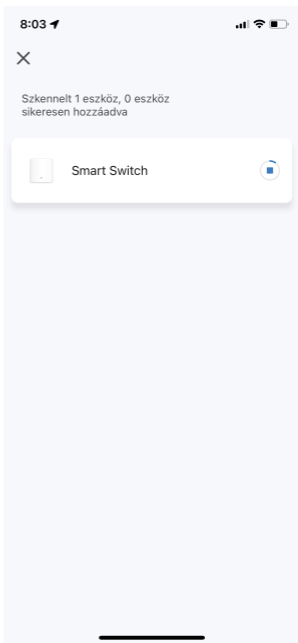 8:03
Szkennelt 1 eszköz, 0 eszköz
sikeresen hozzáadva
Smart Switch